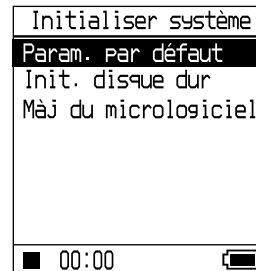 Initialiser système
Param. par défaut
Init. disque dur
Màj du micrologiciel
00:00